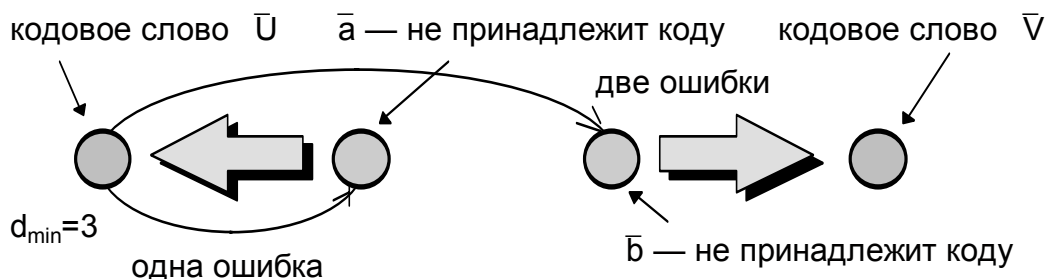 кодовое слово U̅ a̅ — не принадлежит коду кодовое слово V̅
две ошибки
d_min=3
b̅ — не принадлежит коду
одна ошибка